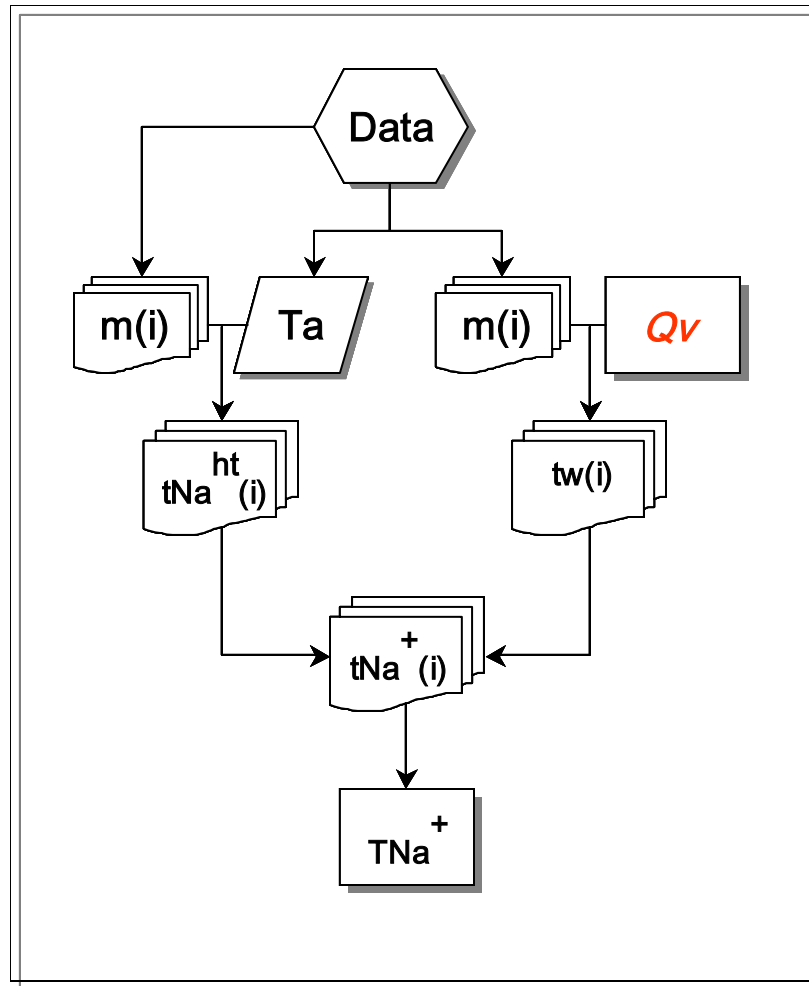 Data
m(i)
Ta
m(i)
Qv
tNa^ht(i)
tw(i)
tNa^+(i)
TNa^+